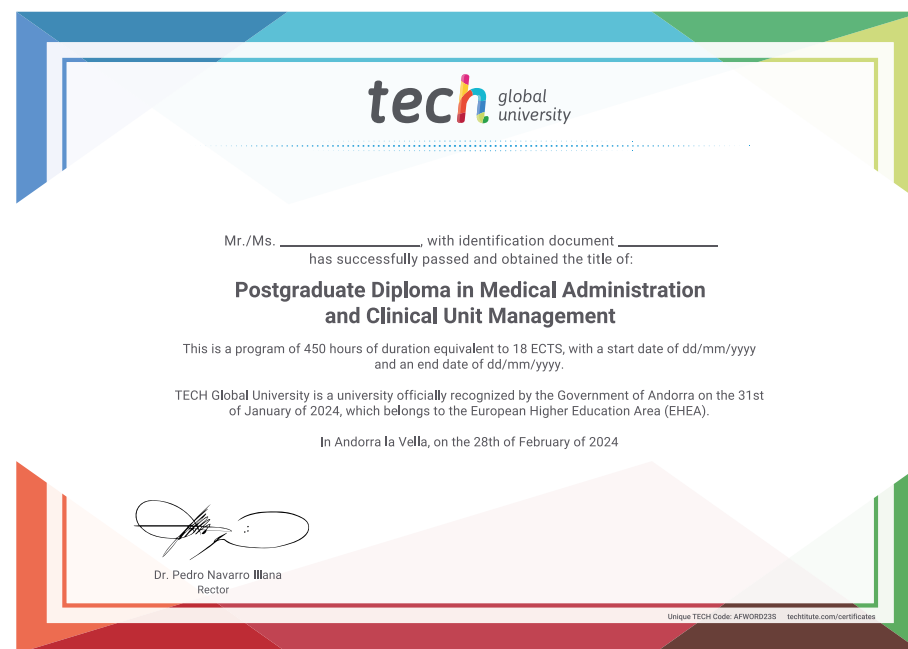 tech global
university
Mr./Ms. ____________________, with identification document ______________
has successfully passed and obtained the title of:
Postgraduate Diploma in Medical Administration
and Clinical Unit Management
This is a program of 450 hours of duration equivalent to 18 ECTS, with a start date of dd/mm/yyyy
and an end date of dd/mm/yyyy.
TECH Global University is a university officially recognized by the Government of Andorra on the 31st
of January of 2024, which belongs to the European Higher Education Area (EHEA).
In Andorra la Vella, on the 28th of February of 2024
Dr. Pedro Navarro Illana
Rector
Unique TECH Code: AFWORD23S techtitute.com/certificates